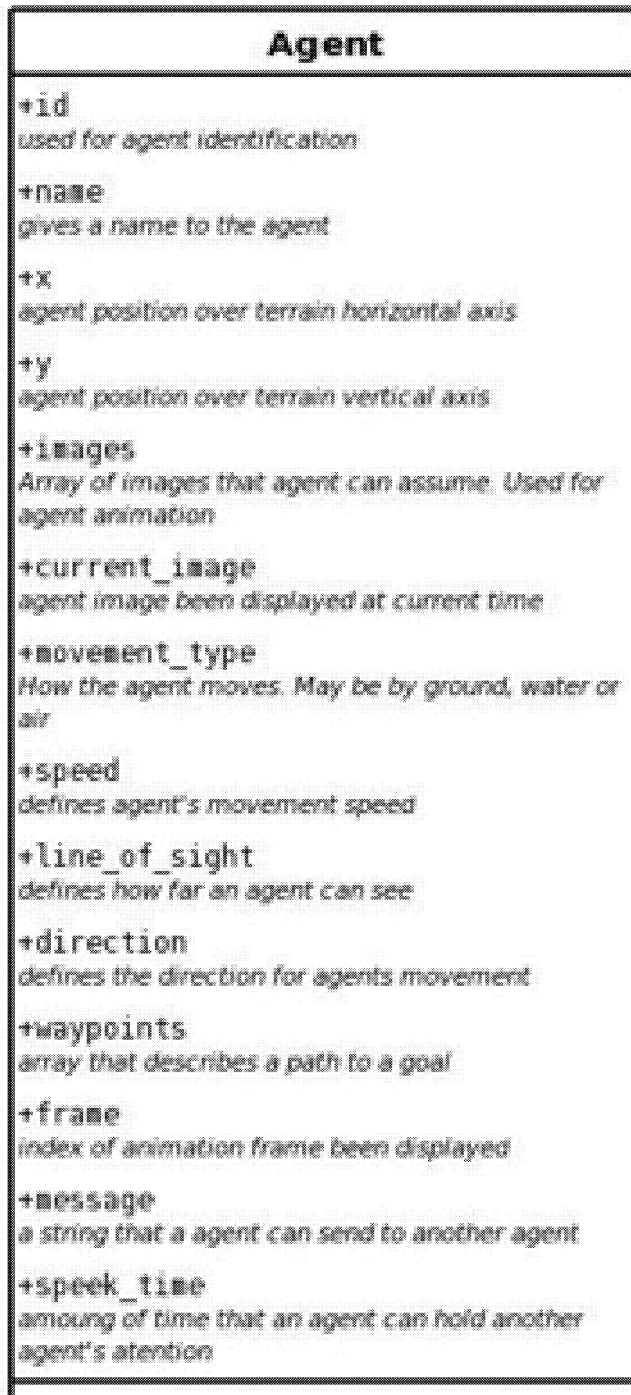 Agent
+id
used for agent identification
+name
gives a name to the agent
+x
agent position over terrain horizontal axis
+y
agent position over terrain vertical axis
+images
Array of images that agent can assume. Used for
agent animation
+current_image
agent image been displayed at current time
+movement_type
How the agent moves. May be by ground, water or
air
+speed
defines agent's movement speed
+line_of_sight
defines how far an agent can see
+direction
defines the direction for agents movement
+waypoints
array that describes a path to a goal
+frame
index of animation frame been displayed
+message
a string that a agent can send to another agent
+speek_time
amoung of time that an agent can hold another
agent's atention